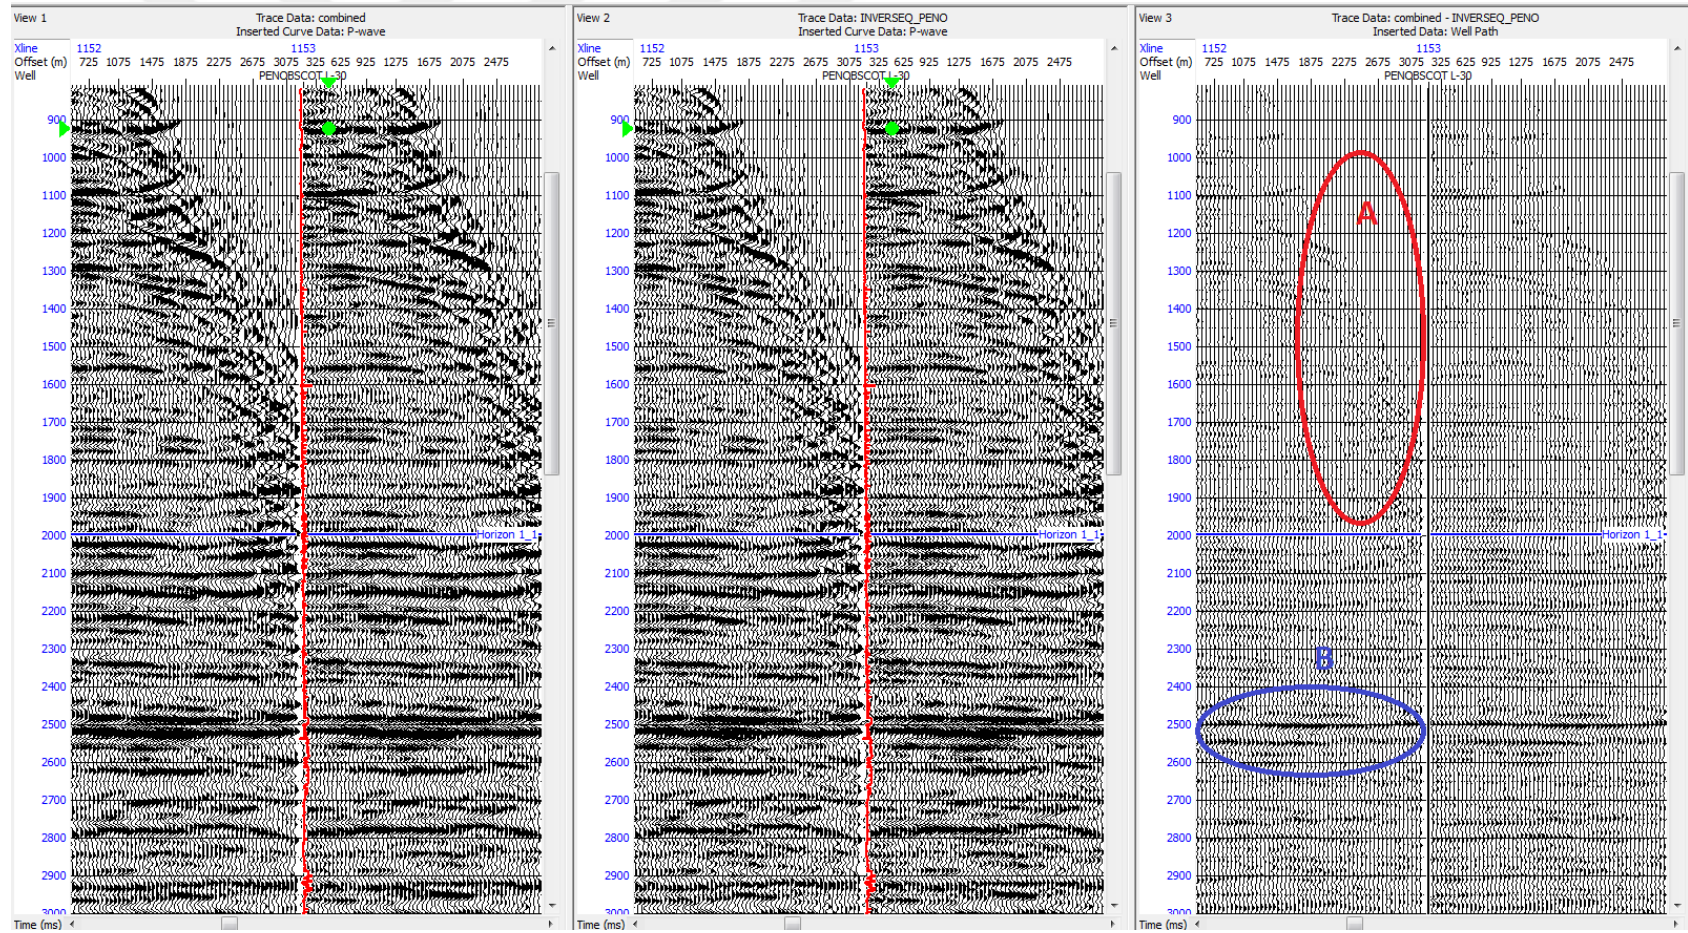 View 1
Trace Data: combined
Inserted Curve Data: P-wave
Xline 1152 1153
Offset (m) 725 1075 1475 1875 2275 2675 3075 325 625 925 1275 1675 2075 2475
Well PENOBSCOT L-30
900
1000
1100
1200
1300
1400
1500
1600
1700
1800
1900
2000 Horizon 1_1
2100
2200
2300
2400
2500
2600
2700
2800
2900
3000
Time (ms)
View 2
Trace Data: INVERSEQ_PENO
Inserted Curve Data: P-wave
Xline 1152 1153
Offset (m) 725 1075 1475 1875 2275 2675 3075 325 625 925 1275 1675 2075 2475
Well PENOBSCOT L-30
900
1000
1100
1200
1300
1400
1500
1600
1700
1800
1900
2000 Horizon 1_1
2100
2200
2300
2400
2500
2600
2700
2800
2900
3000
Time (ms)
View 3
Trace Data: combined - INVERSEQ_PENO
Inserted Data: Well Path
Xline 1152 1153
Offset (m) 725 1075 1475 1875 2275 2675 3075 325 625 925 1275 1675 2075 2475
Well PENOBSCOT L-30
900
1000
1100
A
1200
1300
1400
1500
1600
1700
1800
1900
2000 Horizon 1_1
2100
2200
2300
B
2400
2500
2600
2700
2800
2900
3000
Time (ms)